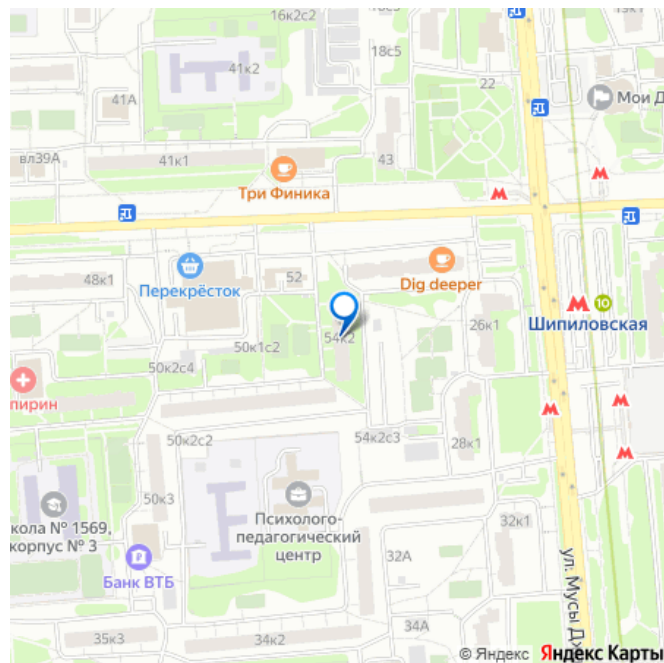 16к2с2
19к1
18с5
41к2
22
Мои Д
41А
вл39А
41к1
43
Три Финика
48к1
52
Dig deeper
Перекрёсток
26к1
Шипиловская
10
54к2
50к1с2
50к2с4
пирин
50к2с2
54к2с3
28к1
50к3
кола № 1569,
корпус № 3
Психолого-
педагогический
центр
32к1
Банк ВТБ
32А
ул. Мусы Дж
34А
35к3
34к2
© Яндекс Яндекс Карты